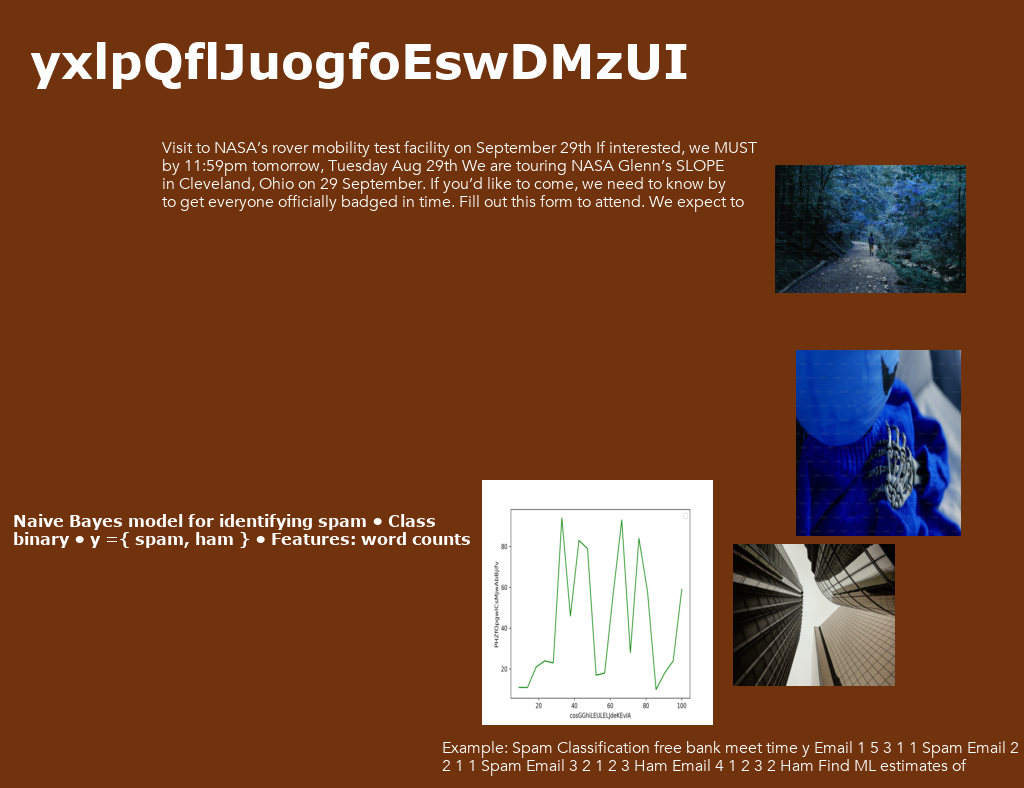 yxlpQflJuogfoEswDMzUI
Visit to NASA’s rover mobility test facility on September 29th If interested, we MUST
by 11:59pm tomorrow, Tuesday Aug 29th We are touring NASA Glenn’s SLOPE
in Cleveland, Ohio on 29 September. If you’d like to come, we need to know by
to get everyone officially badged in time. Fill out this form to attend. We expect to
Naive Bayes model for identifying spam • Class
binary • y ={ spam, ham } • Features: word counts
80
60
40
20
20 40 60 80 100
Example: Spam Classification free bank meet time y Email 1 5 3 1 1 Spam Email 2
2 1 1 Spam Email 3 2 1 2 3 Ham Email 4 1 2 3 2 Ham Find ML estimates of